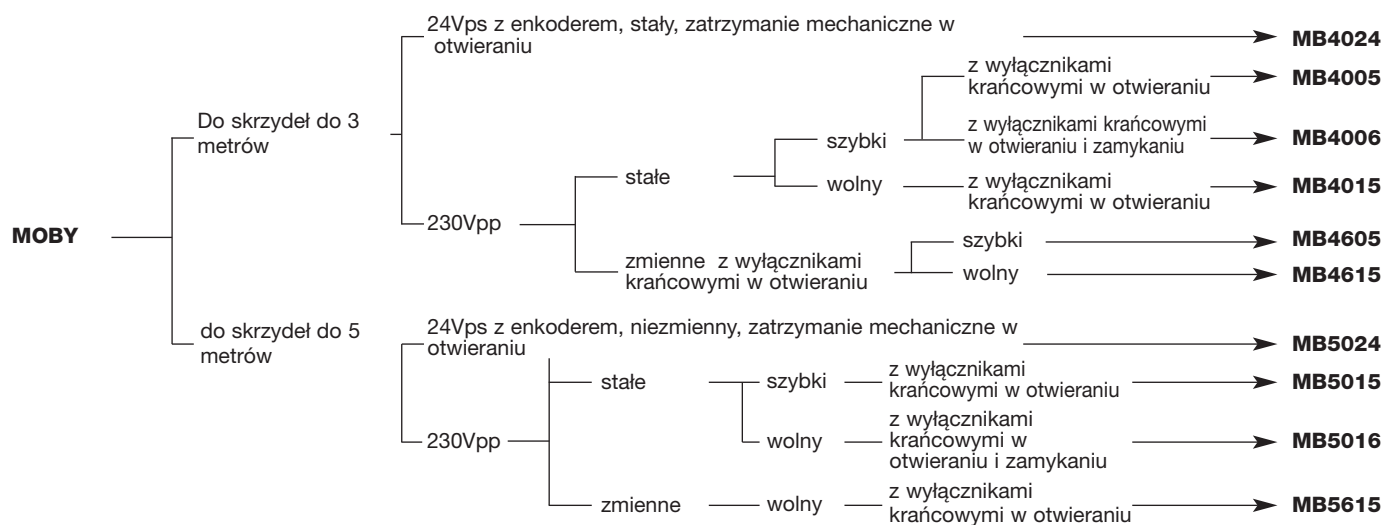 24Vps z enkoderem, stały, zatrzymanie mechaniczne w
otwieraniu
MB4024
z wyłącznikami
krańcowymi w otwieraniu
MB4005
Do skrzydeł do 3
metrów
szybki
z wyłącznikami krańcowymi
w otwieraniu i zamykaniu
MB4006
stałe
wolny
z wyłącznikami
krańcowymi w otwieraniu
MB4015
MOBY
230Vpp
szybki
MB4605
zmienne z wyłącznikami
krańcowymi w otwieraniu
wolny
MB4615
do skrzydeł do 5
metrów
24Vps z enkoderem, niezmienny, zatrzymanie mechaniczne w
otwieraniu
MB5024
stałe
szybki
z wyłącznikami
krańcowymi w otwieraniu
MB5015
230Vpp
wolny
z wyłącznikami
krańcowymi w
otwieraniu i zamykaniu
MB5016
zmienne
wolny
z wyłącznikami
krańcowymi w otwieraniu
MB5615